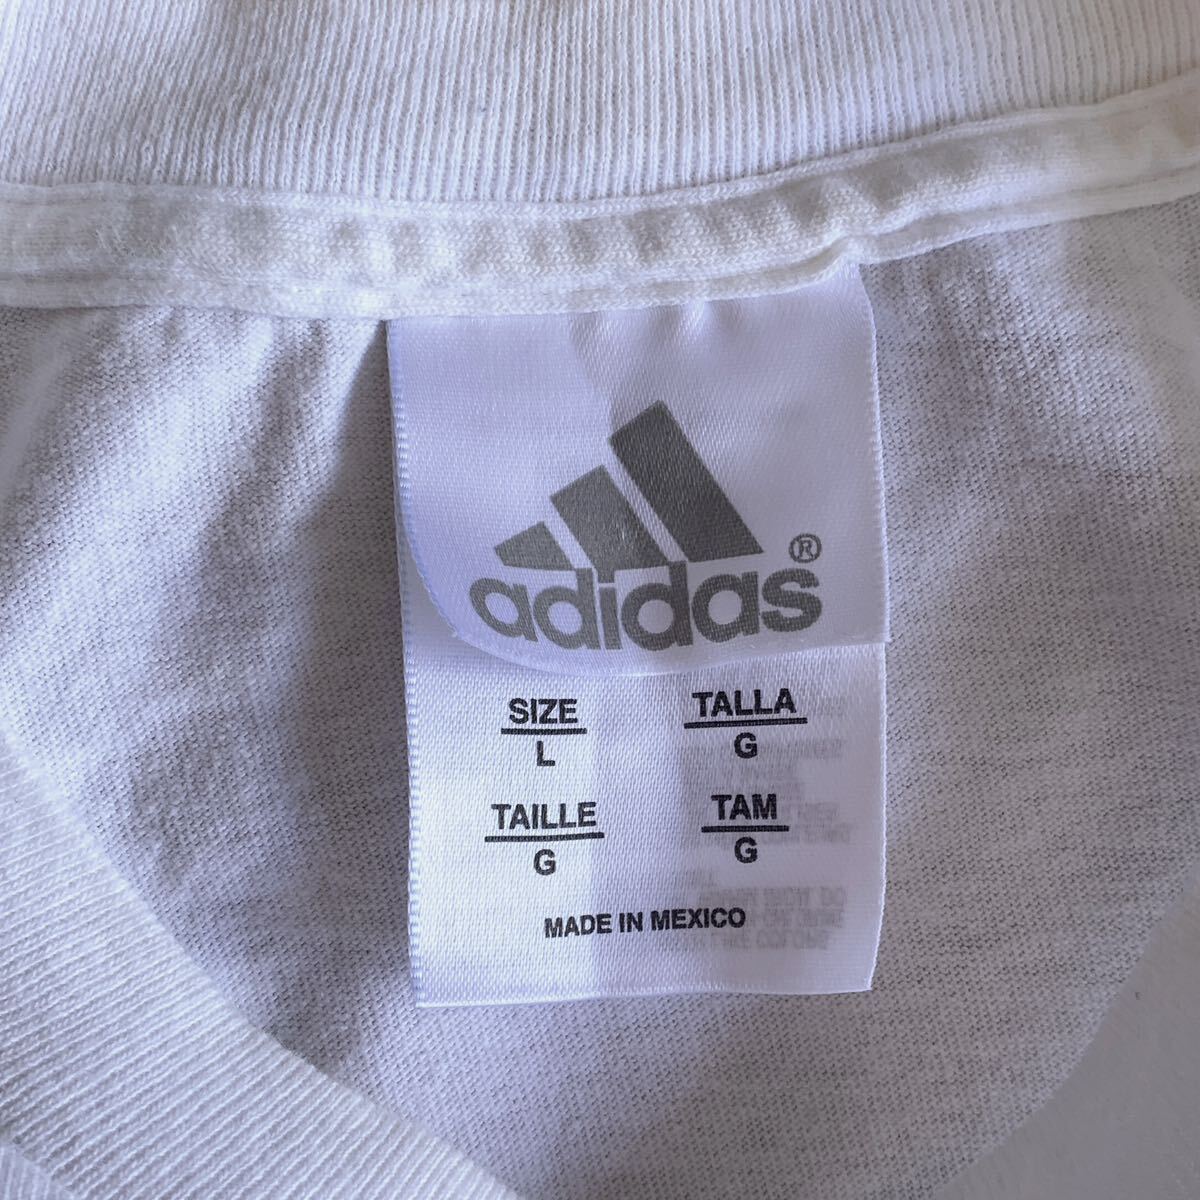 adidas®
SIZE TALLA
L G
TAILLE TAM
G G
MADE IN MEXICO